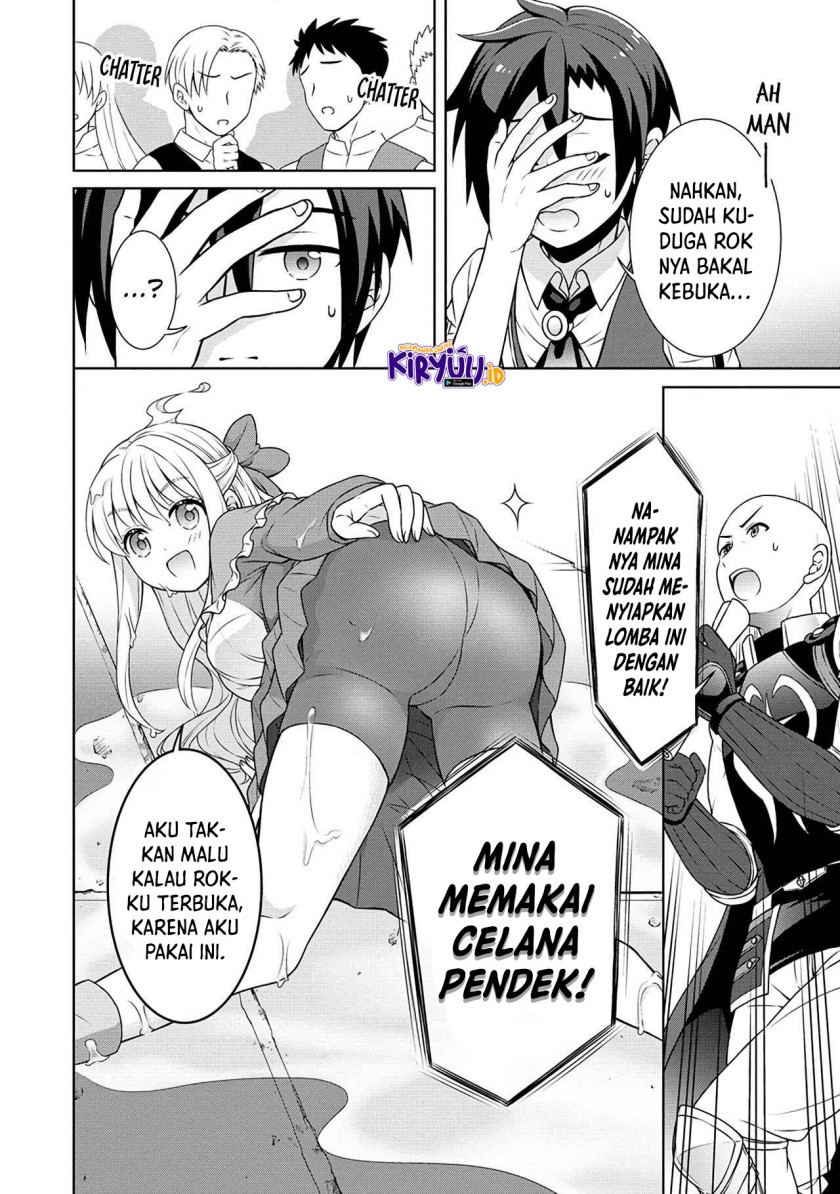 AH
MAN
NAHKAN,
SUDAH KU-
DUGA ROK
NYA BAKAL
KEBUKA...
CHATTER
CHATTER
...?
KIRYUU.ID
NA-
NAMPAK
NYA MINA
SUDAH ME-
NYIAPKAN
LOMBA INI
DENGAN
BAIK!
MINA
MEMAKAI
CELANA
PENDEK!
AKU TAK-
KAN MALU
KALAU ROK-
KU TERBUKA,
KARENA AKU
PAKAI INI.